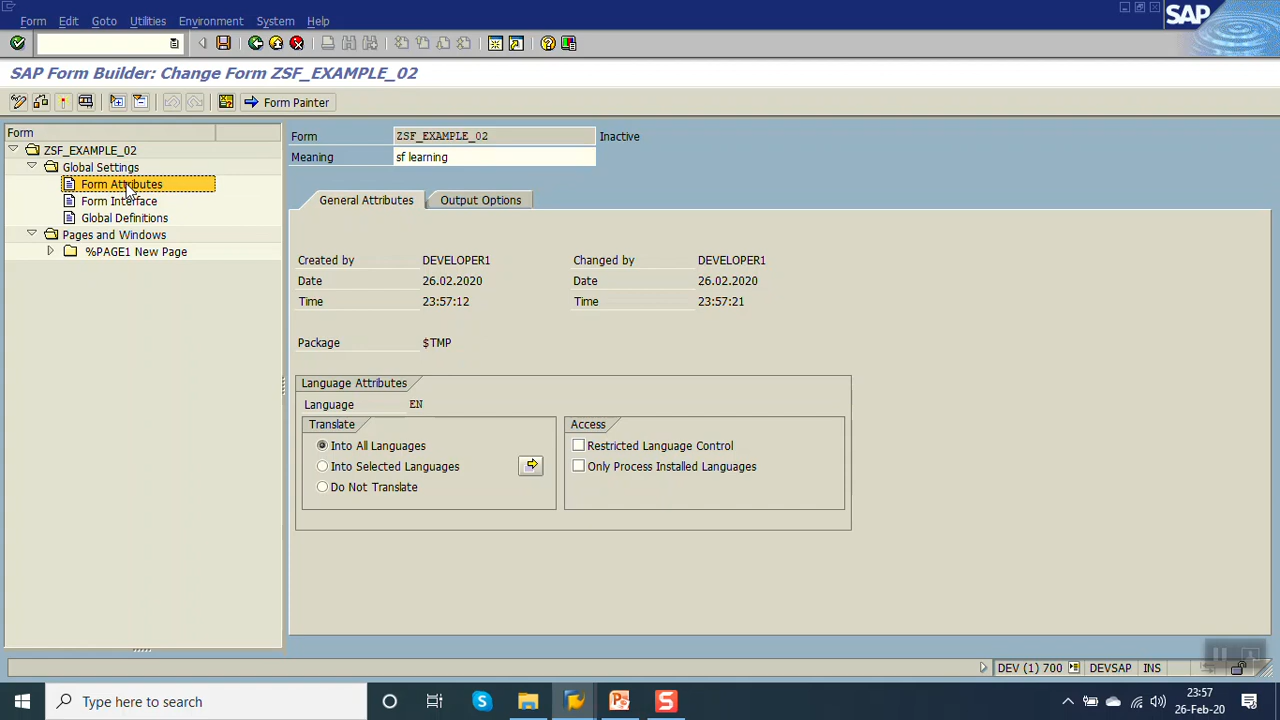 Form Edit Goto Utilities Environment System Help
SAP
SAP Form Builder: Change Form ZSF_EXAMPLE_02
Form Painter
Form
ZSF_EXAMPLE_02
Global Settings
Form Attributes
Form Interface
Global Definitions
Pages and Windows
%PAGE1 New Page
Form ZSF_EXAMPLE_02 Inactive
Meaning sf learning
General Attributes Output Options
Created by DEVELOPER1 Changed by DEVELOPER1
Date 26.02.2020 Date 26.02.2020
Time 23:57:12 Time 23:57:21
Package $TMP
Language Attributes
Language EN
Translate Access
Into All Languages Restricted Language Control
Into Selected Languages Only Process Installed Languages
Do Not Translate
DEV (1) 700 DEVSAP INS
Type here to search
23:57
26-Feb-20